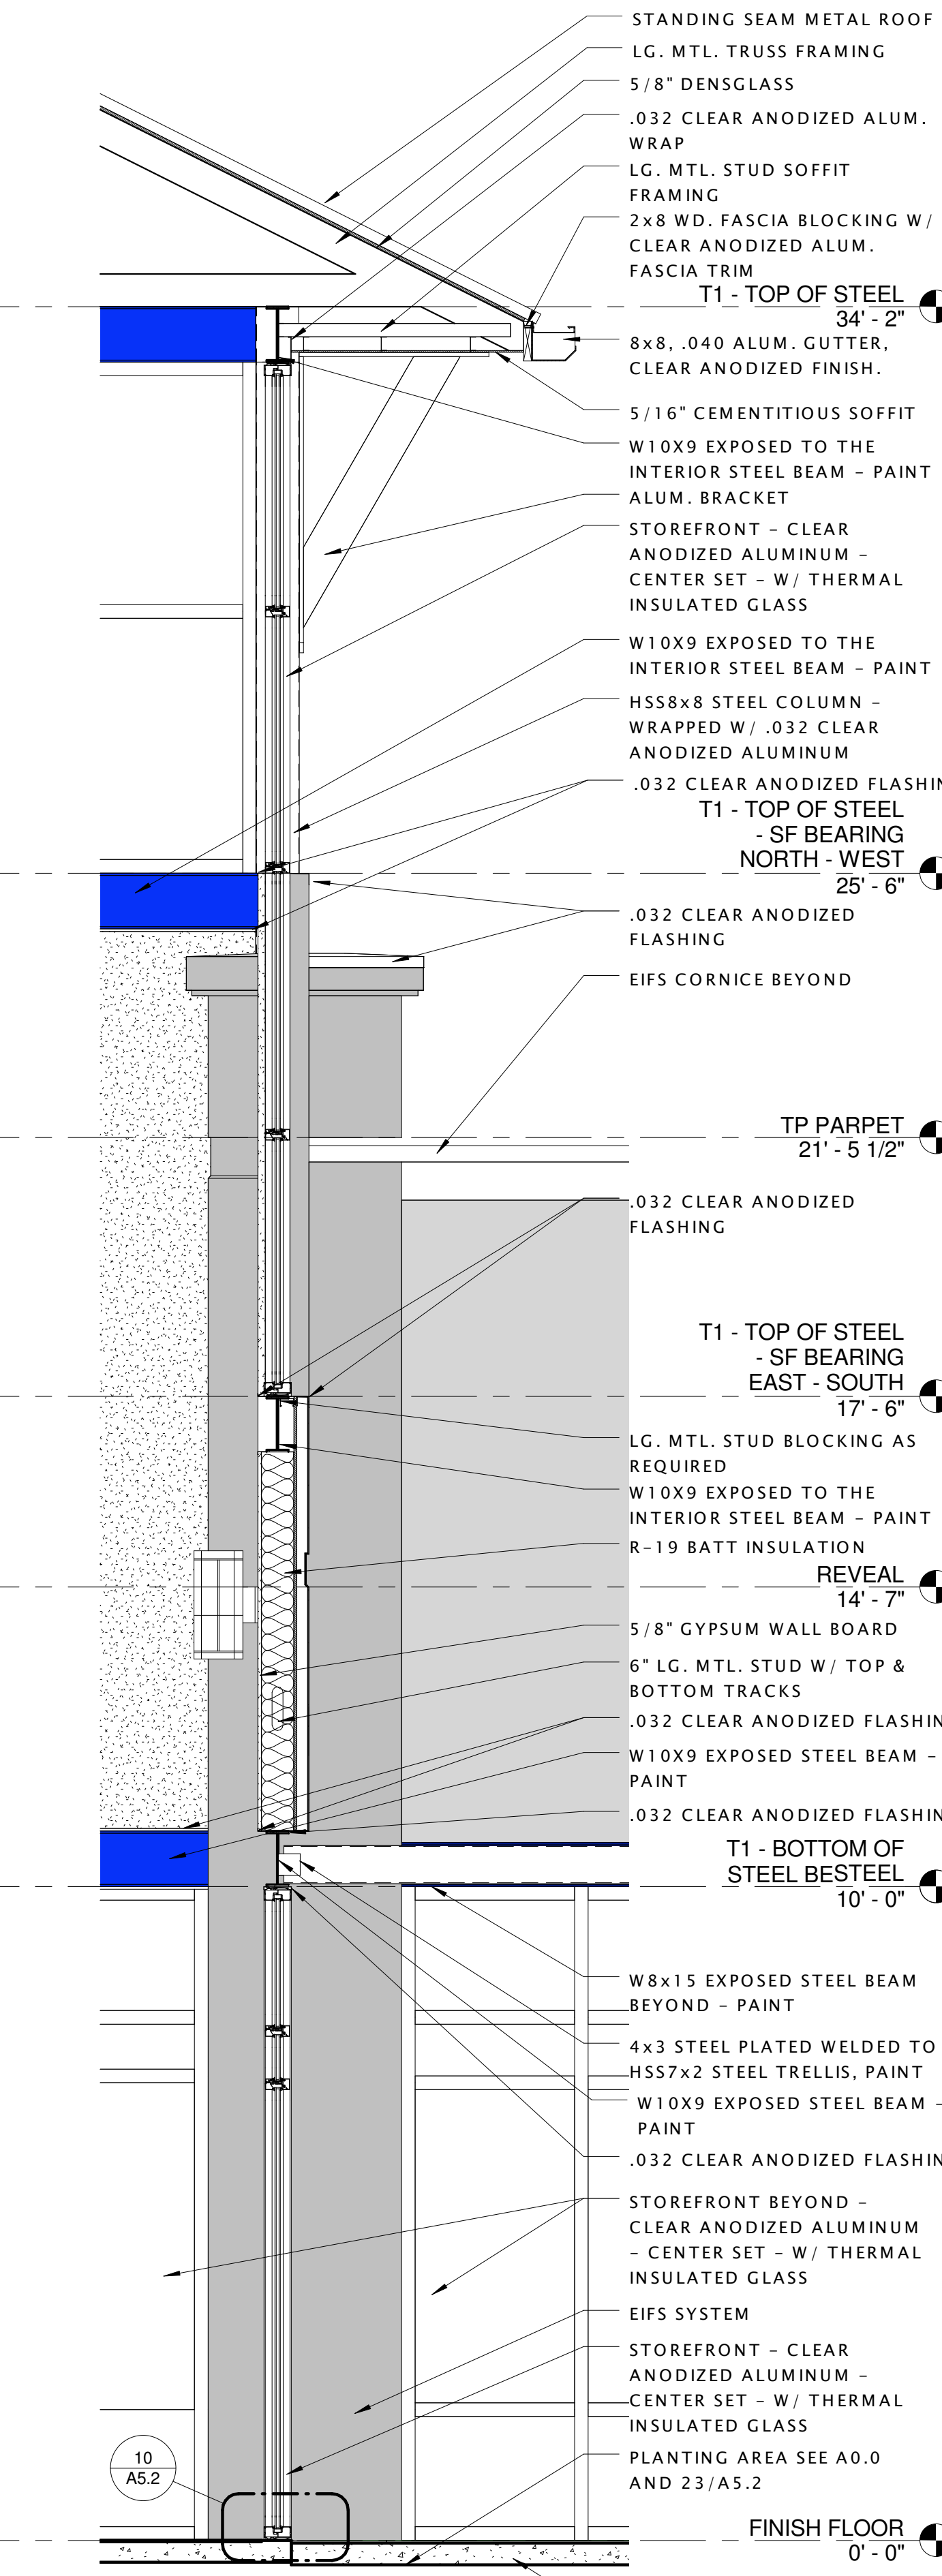 STANDING SEAM METAL ROOF
LG. MTL. TRUSS FRAMING
5/8" DENSGLASS
.032 CLEAR ANODIZED ALUM.
WRAP
LG. MTL. STUD SOFFIT
FRAMING
2x8 WD. FASCIA BLOCKING W/
CLEAR ANODIZED ALUM.
FASCIA TRIM
T1 - TOP OF STEEL
34' - 2"
8x8, .040 ALUM. GUTTER,
CLEAR ANODIZED FINISH.
5/16" CEMENTITIOUS SOFFIT
W10X9 EXPOSED TO THE
INTERIOR STEEL BEAM – PAINT
ALUM. BRACKET
STOREFRONT – CLEAR
ANODIZED ALUMINUM –
CENTER SET – W/ THERMAL
INSULATED GLASS
W10X9 EXPOSED TO THE
INTERIOR STEEL BEAM – PAINT
HSS8x8 STEEL COLUMN –
WRAPPED W/ .032 CLEAR
ANODIZED ALUMINUM
.032 CLEAR ANODIZED FLASHIN
T1 - TOP OF STEEL
- SF BEARING
NORTH - WEST
25' - 6"
.032 CLEAR ANODIZED
FLASHING
EIFS CORNICE BEYOND
TP PARPET
21' - 5 1/2"
.032 CLEAR ANODIZED
FLASHING
T1 - TOP OF STEEL
- SF BEARING
EAST - SOUTH
17' - 6"
LG. MTL. STUD BLOCKING AS
REQUIRED
W10X9 EXPOSED TO THE
INTERIOR STEEL BEAM – PAINT
R–19 BATT INSULATION
REVEAL
14' - 7"
5/8" GYPSUM WALL BOARD
6" LG. MTL. STUD W/ TOP &
BOTTOM TRACKS
.032 CLEAR ANODIZED FLASHIN
W10X9 EXPOSED STEEL BEAM –
PAINT
.032 CLEAR ANODIZED FLASHIN
T1 - BOTTOM OF
STEEL BESTEEL
10' - 0"
W8x15 EXPOSED STEEL BEAM
BEYOND – PAINT
4x3 STEEL PLATED WELDED TO
HSS7x2 STEEL TRELLIS, PAINT
W10X9 EXPOSED STEEL BEAM –
PAINT
.032 CLEAR ANODIZED FLASHIN
STOREFRONT BEYOND –
CLEAR ANODIZED ALUMINUM
– CENTER SET – W/ THERMAL
INSULATED GLASS
EIFS SYSTEM
STOREFRONT – CLEAR
ANODIZED ALUMINUM –
CENTER SET – W/ THERMAL
INSULATED GLASS
10
A5.2
PLANTING AREA SEE A0.0
AND 23/A5.2
FINISH FLOOR
0' - 0"